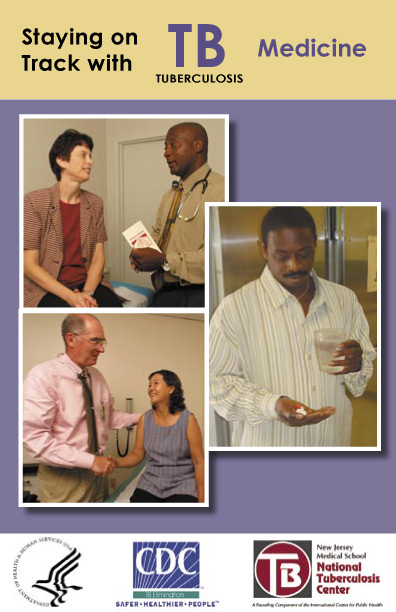 Staying on
Track with
TB
TUBERCULOSIS
Medicine
DEPARTMENT OF HEALTH & HUMAN SERVICES·USA
CDC
TB Elimination
SAFER·HEALTHIER·PEOPLE™
TB
New Jersey
Medical School
National
Tuberculosis
Center
A Founding Component of the International Center for Public Health